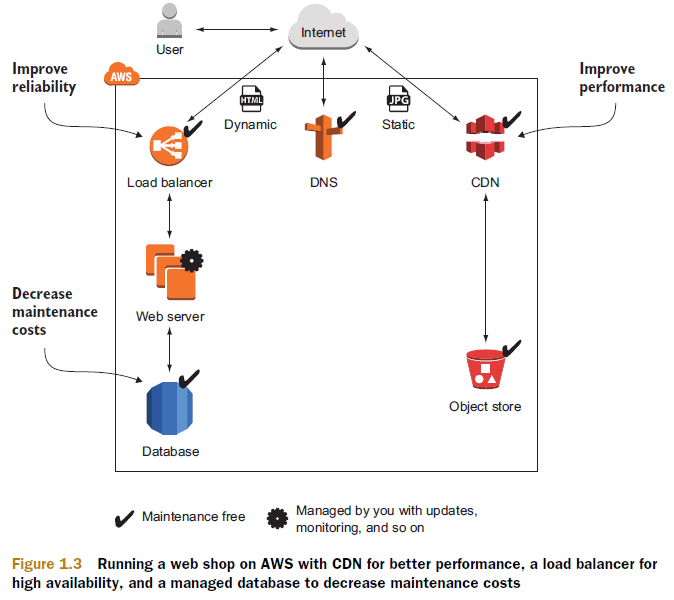 Internet
User
Improve
reliability
AWS
Improve
performance
HTML
Dynamic
JPG
Static
Load balancer
DNS
CDN
Web server
Decrease
maintenance
costs
Object store
Database
Maintenance free
Managed by you with updates,
monitoring, and so on
Figure 1.3 Running a web shop on AWS with CDN for better performance, a load balancer for
high availability, and a managed database to decrease maintenance costs